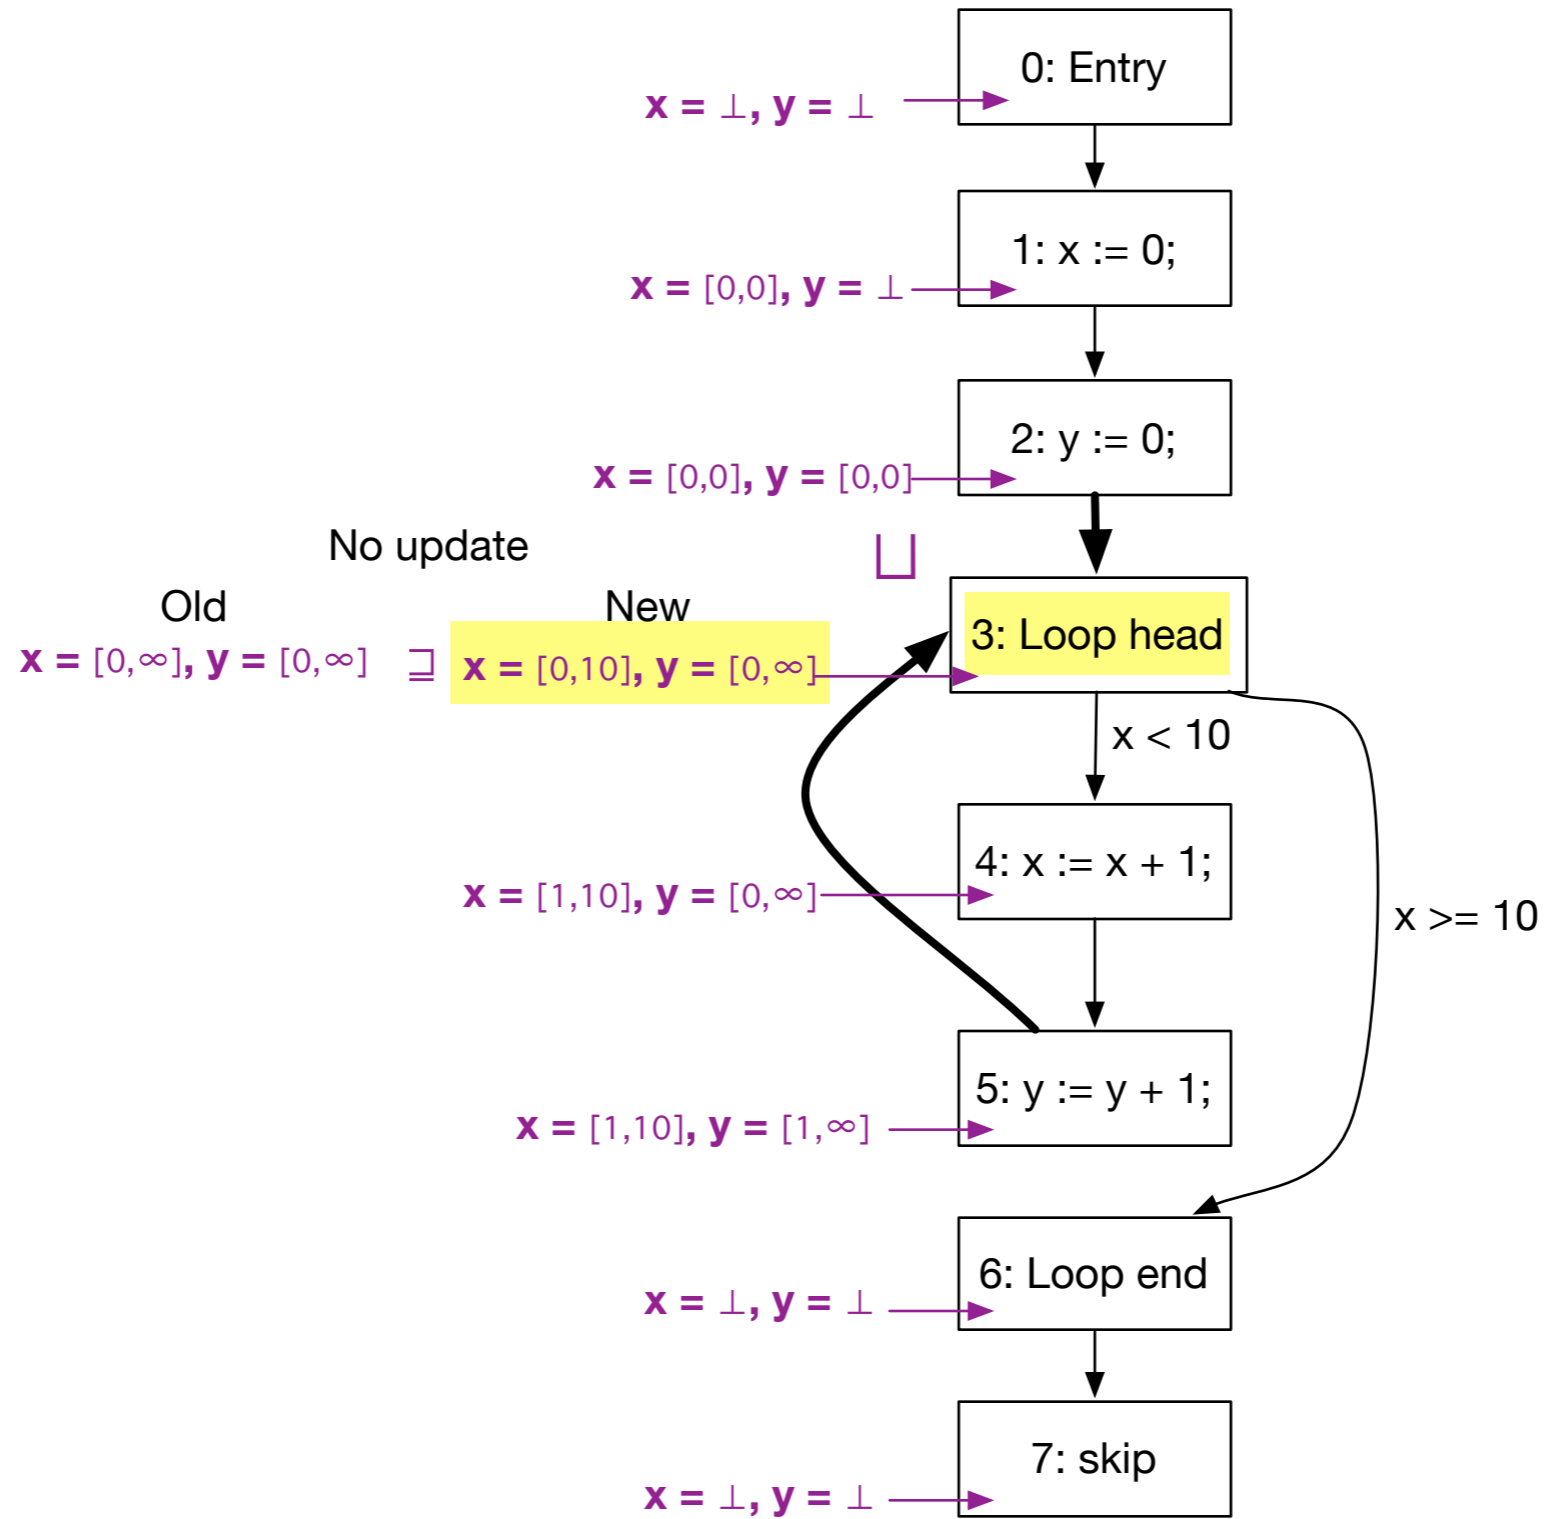 0: Entry
x = ⊥, y = ⊥
1: x := 0;
x = [0,0], y = ⊥
2: y := 0;
x = [0,0], y = [0,0]
No update
⊔
Old
New
3: Loop head
x = [0,∞], y = [0,∞] ⊒ x = [0,10], y = [0,∞]
x < 10
4: x := x + 1;
x = [1,10], y = [0,∞]
x >= 10
5: y := y + 1;
x = [1,10], y = [1,∞]
6: Loop end
x = ⊥, y = ⊥
7: skip
x = ⊥, y = ⊥